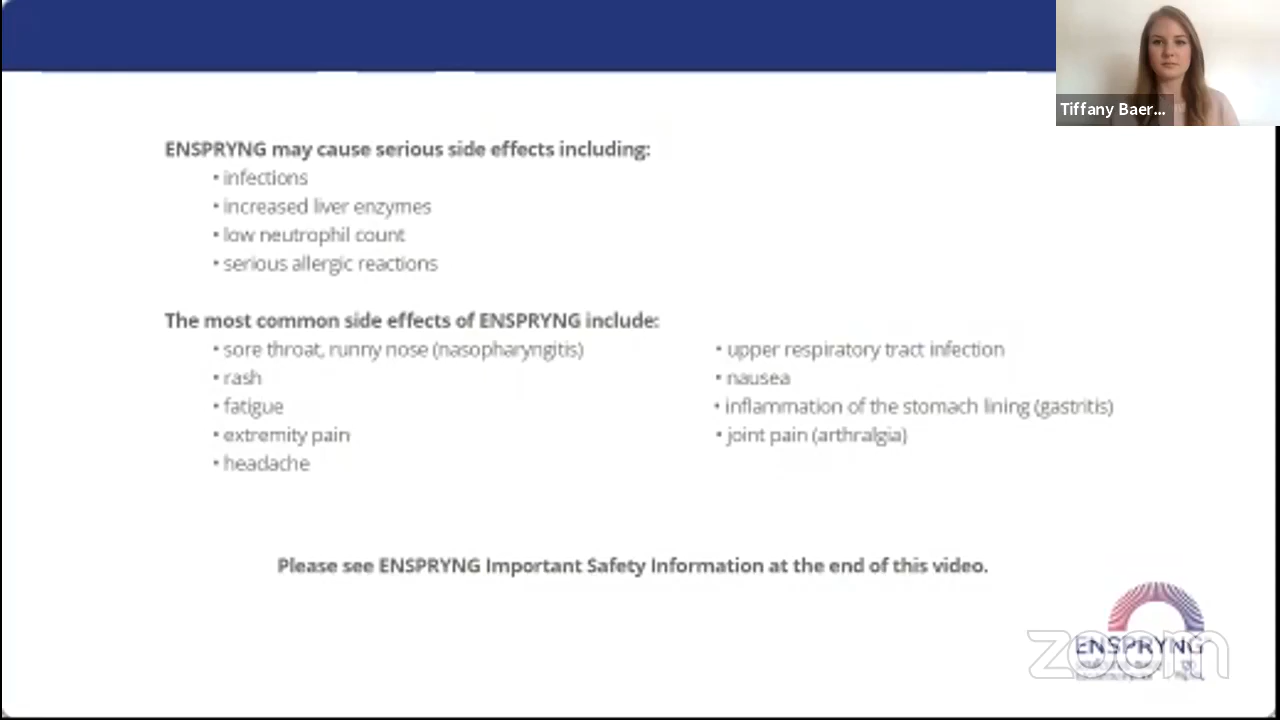 Tiffany Baer...
ENSPRYNG may cause serious side effects including:
• infections
• increased liver enzymes
• low neutrophil count
• serious allergic reactions
The most common side effects of ENSPRYNG include:
• sore throat, runny nose (nasopharyngitis)
• rash
• fatigue
• extremity pain
• headache
• upper respiratory tract infection
• nausea
• inflammation of the stomach lining (gastritis)
• joint pain (arthralgia)
Please see ENSPRYNG Important Safety Information at the end of this video.
ENSPRYNG
zoom